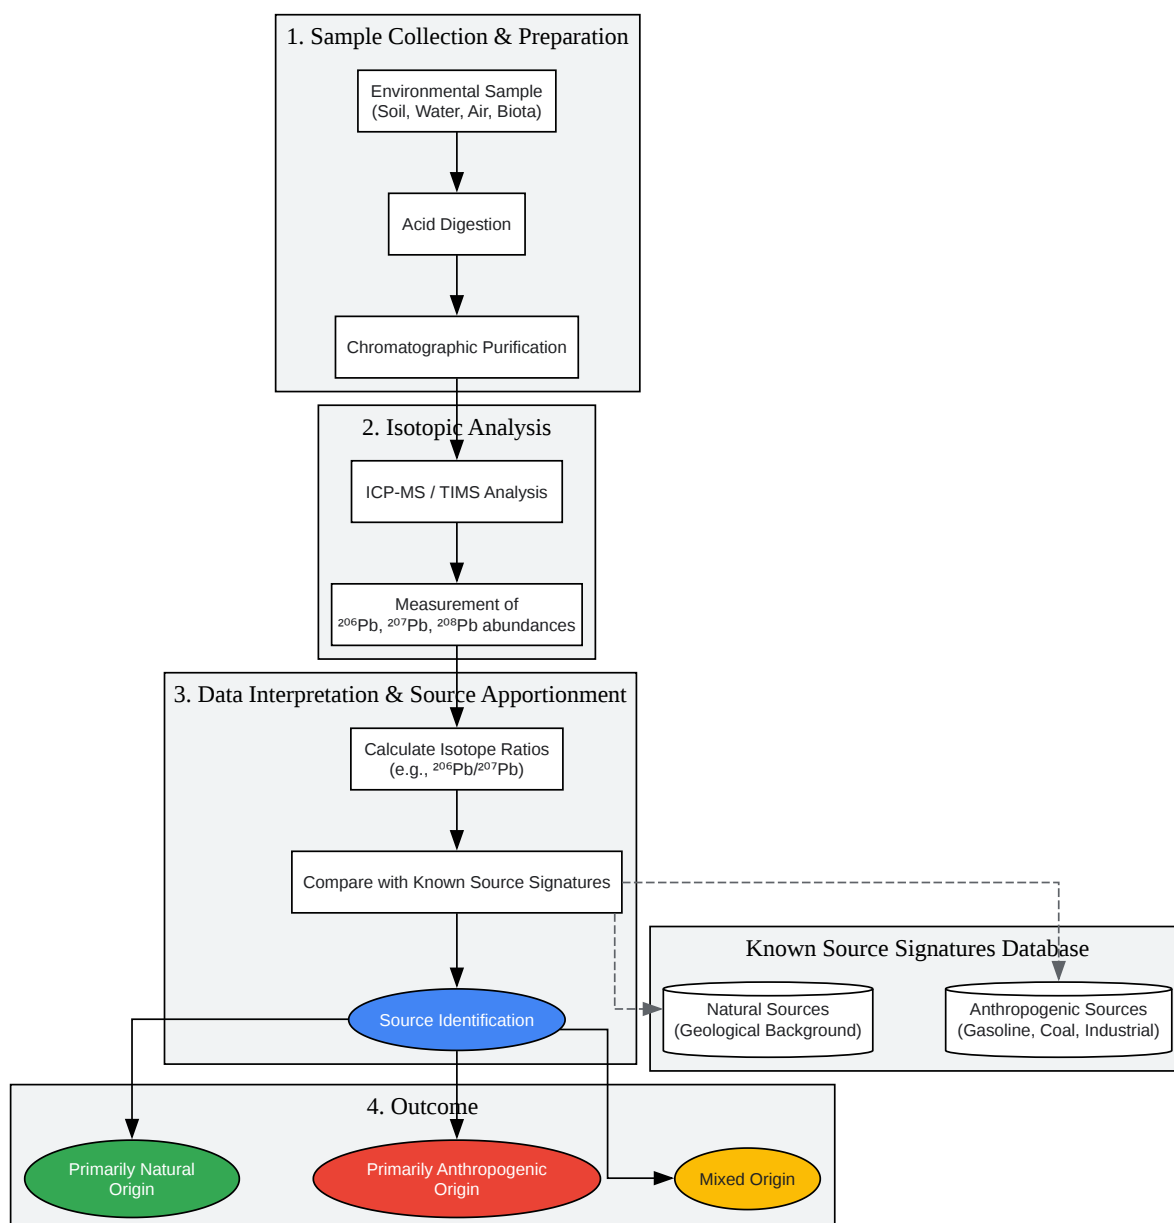 1. Sample Collection & Preparation
Environmental Sample
(Soil, Water, Air, Biota)
Acid Digestion
Chromatographic Purification
2. Isotopic Analysis
ICP-MS / TIMS Analysis
Measurement of
²⁰⁶Pb, ²⁰⁷Pb, ²⁰⁸Pb abundances
3. Data Interpretation & Source Apportionment
Calculate Isotope Ratios
(e.g., ²⁰⁶Pb/²⁰⁷Pb)
Compare with Known Source Signatures
Known Source Signatures Database
Natural Sources
(Geological Background)
Anthropogenic Sources
(Gasoline, Coal, Industrial)
Source Identification
4. Outcome
Primarily Natural
Origin
Primarily Anthropogenic
Origin
Mixed Origin